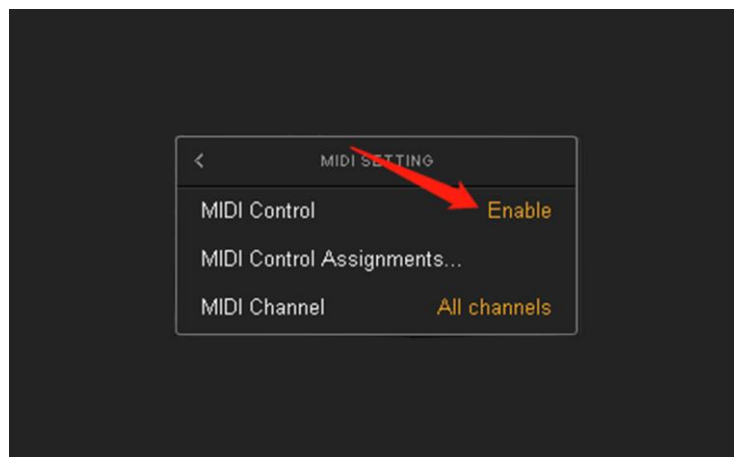 < MIDI SETTING
MIDI Control Enable
MIDI Control Assignments...
MIDI Channel All channels